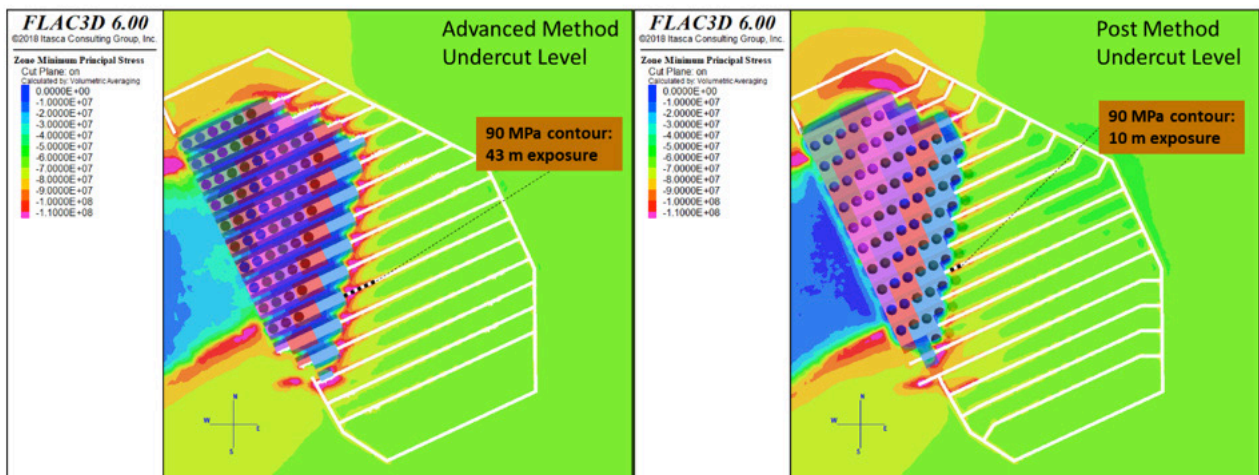 FLAC3D 6.00
©2018 Itasca Consulting Group, Inc.
Zone Minimum Principal Stress
Cut Plane: on
Calculated by: Volumetric Averaging
0.0000E+00
-1.0000E+07
-2.0000E+07
-3.0000E+07
-4.0000E+07
-5.0000E+07
-6.0000E+07
-7.0000E+07
-8.0000E+07
-9.0000E+07
-1.0000E+08
-1.1000E+08
Advanced Method
Undercut Level
90 MPa contour:
43 m exposure
N
W
E
S
FLAC3D 6.00
©2018 Itasca Consulting Group, Inc.
Zone Minimum Principal Stress
Cut Plane: on
Calculated by: Volumetric Averaging
0.0000E+00
-1.0000E+07
-2.0000E+07
-3.0000E+07
-4.0000E+07
-5.0000E+07
-6.0000E+07
-7.0000E+07
-8.0000E+07
-9.0000E+07
-1.0000E+08
-1.1000E+08
Post Method
Undercut Level
90 MPa contour:
10 m exposure
N
W
E
S